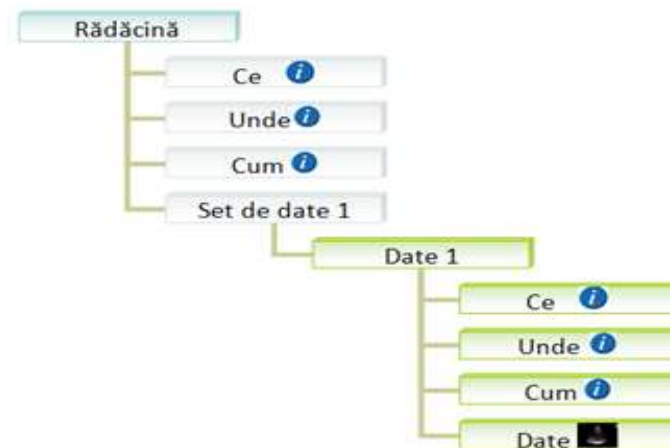 Rădăcină
Ce
Unde
Cum
Set de date 1
Date 1
Ce
Unde
Cum
Date